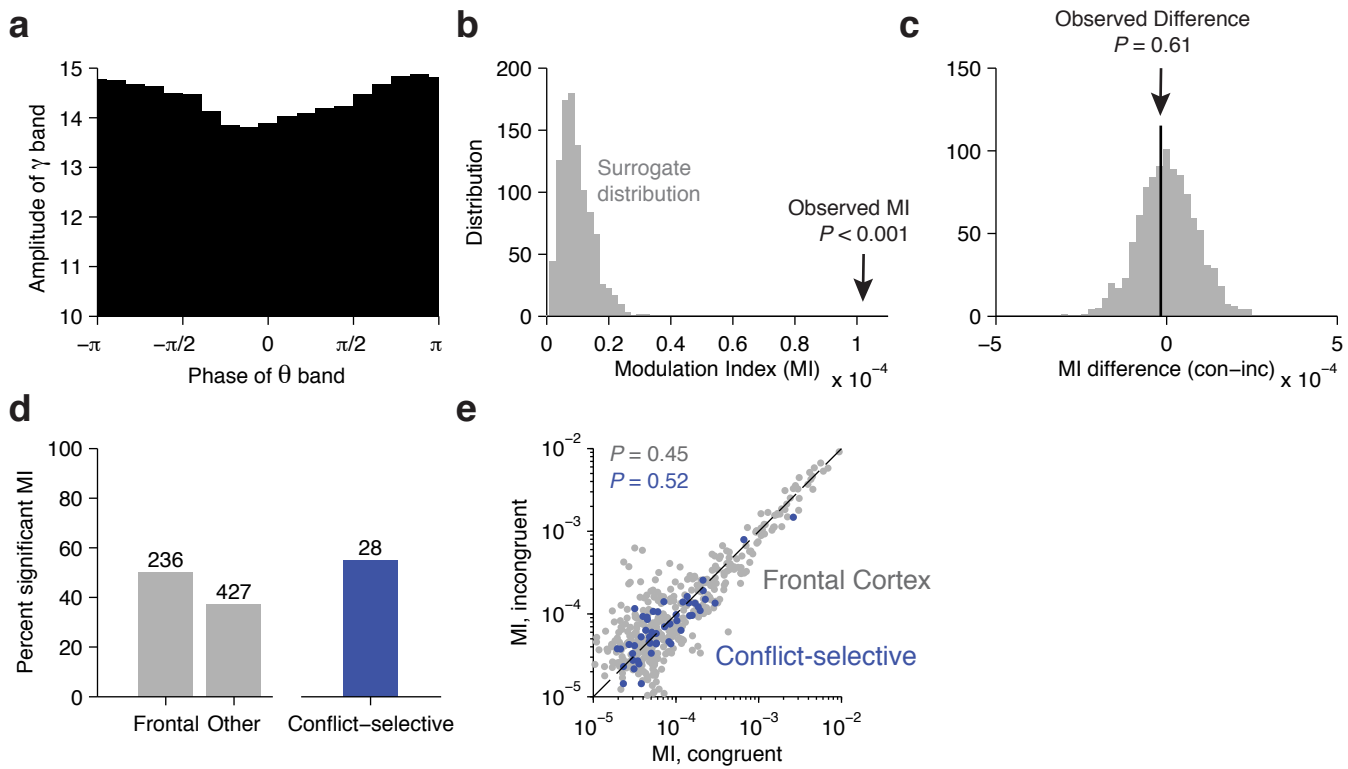 a
15
14
13
12
11
10
Amplitude of γ band
−π
−π/2
0
π/2
π
Phase of θ band
b
200
150
100
50
0
Distribution
Surrogate
distribution
Observed MI
P < 0.001
0
0.2
0.4
0.6
0.8
1
Modulation Index (MI)
x 10−4
c
Observed Difference
P = 0.61
150
100
50
0
−5
0
5
MI difference (con−inc)
x 10−4
d
100
80
60
40
20
0
Percent significant MI
236
427
28
Frontal
Other
Conflict−selective
e
P = 0.45
P = 0.52
10−2
10−3
10−4
10−5
MI, incongruent
Frontal Cortex
Conflict-selective
10−5
10−4
10−3
10−2
MI, congruent